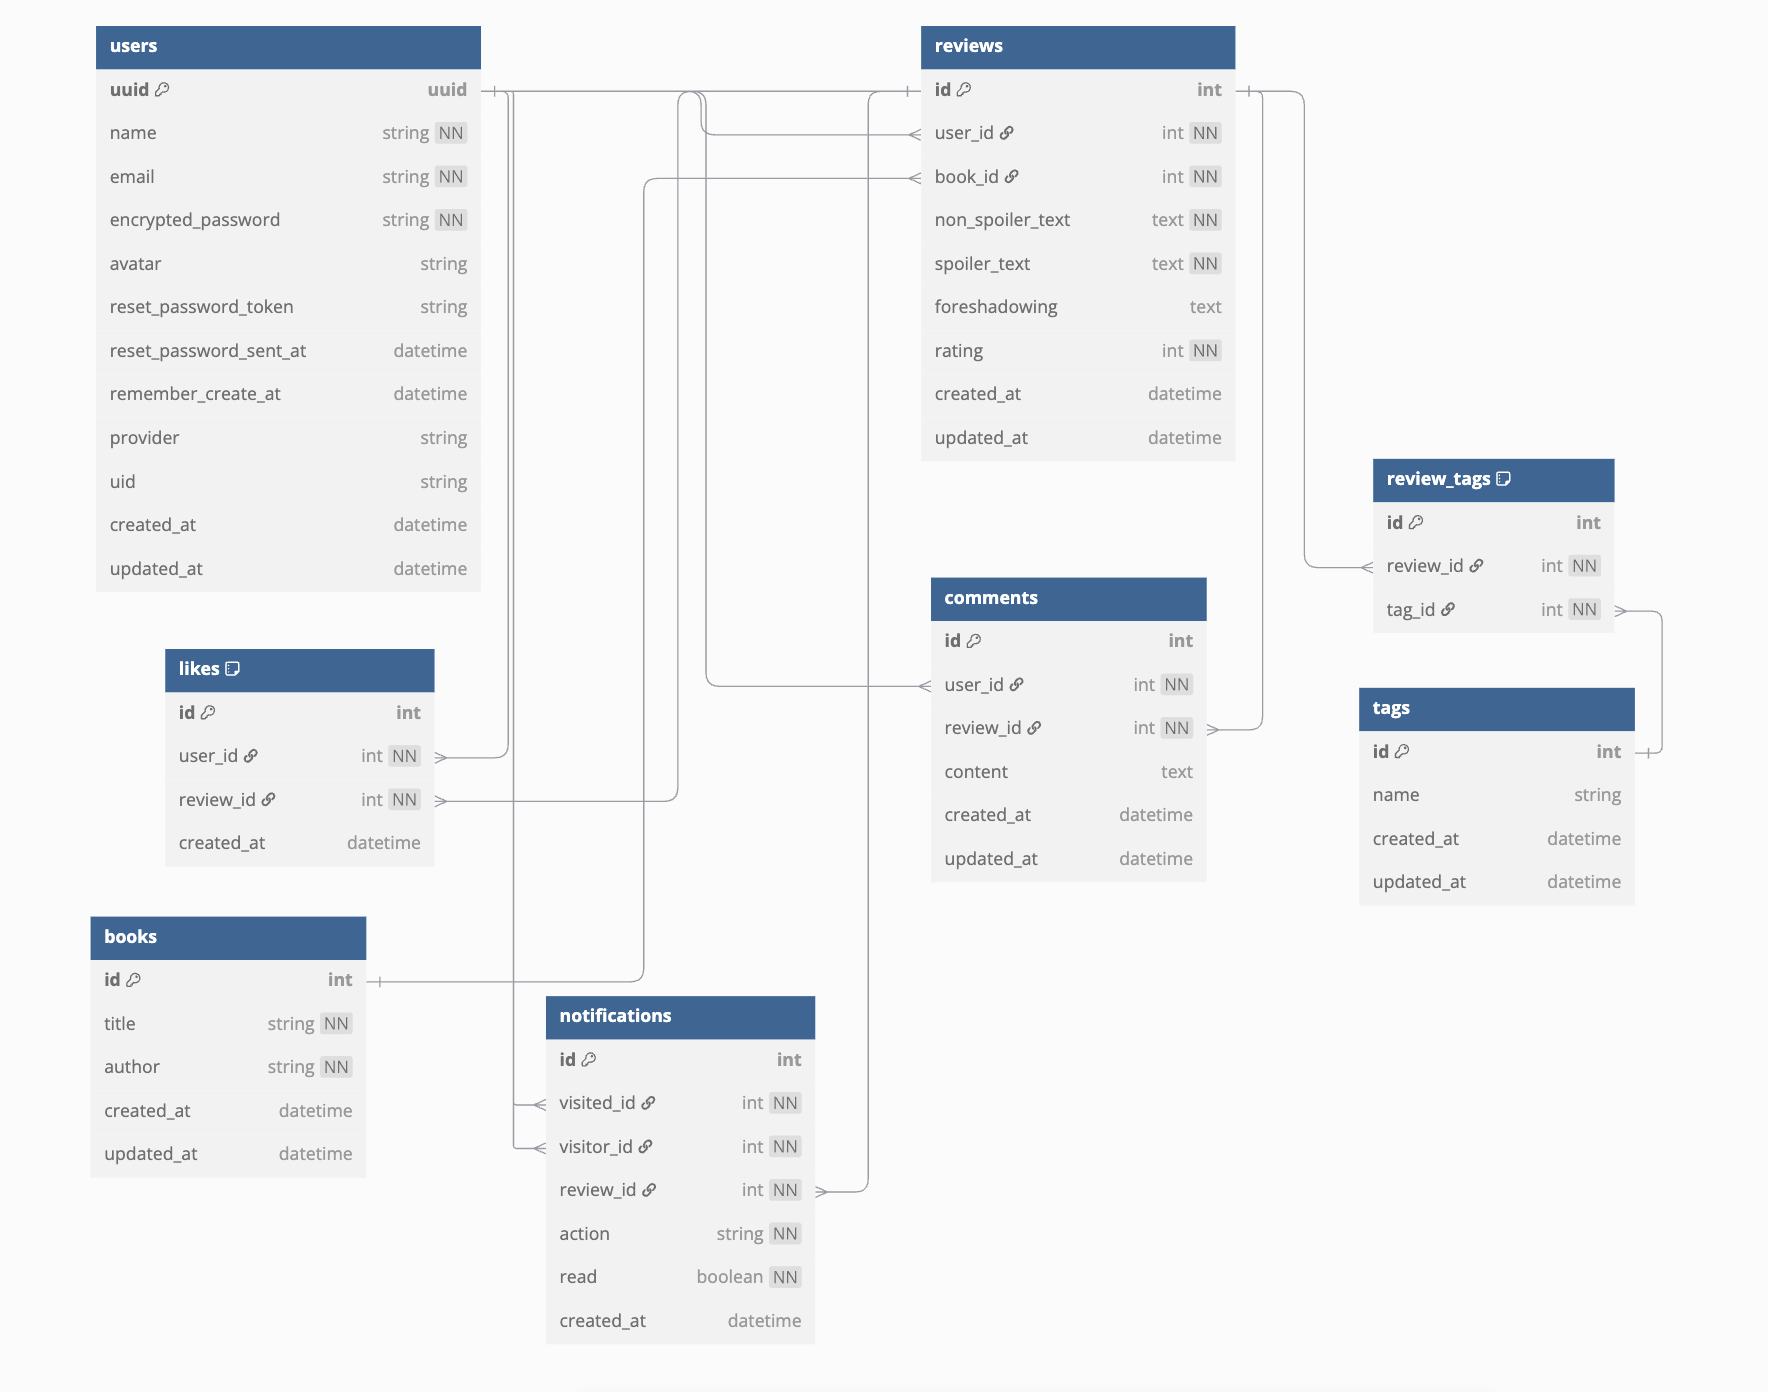 users
uuid uuid
name string NN
email string NN
encrypted_password string NN
avatar string
reset_password_token string
reset_password_sent_at datetime
remember_create_at datetime
provider string
uid string
created_at datetime
updated_at datetime
reviews
id int
user_id int NN
book_id int NN
non_spoiler_text text NN
spoiler_text text NN
foreshadowing text
rating int NN
created_at datetime
updated_at datetime
review_tags
id int
review_id int NN
tag_id int NN
comments
id int
user_id int NN
review_id int NN
content text
created_at datetime
updated_at datetime
likes
id int
user_id int NN
review_id int NN
created_at datetime
tags
id int
name string
created_at datetime
updated_at datetime
books
id int
title string NN
author string NN
created_at datetime
updated_at datetime
notifications
id int
visited_id int NN
visitor_id int NN
review_id int NN
action string NN
read boolean NN
created_at datetime